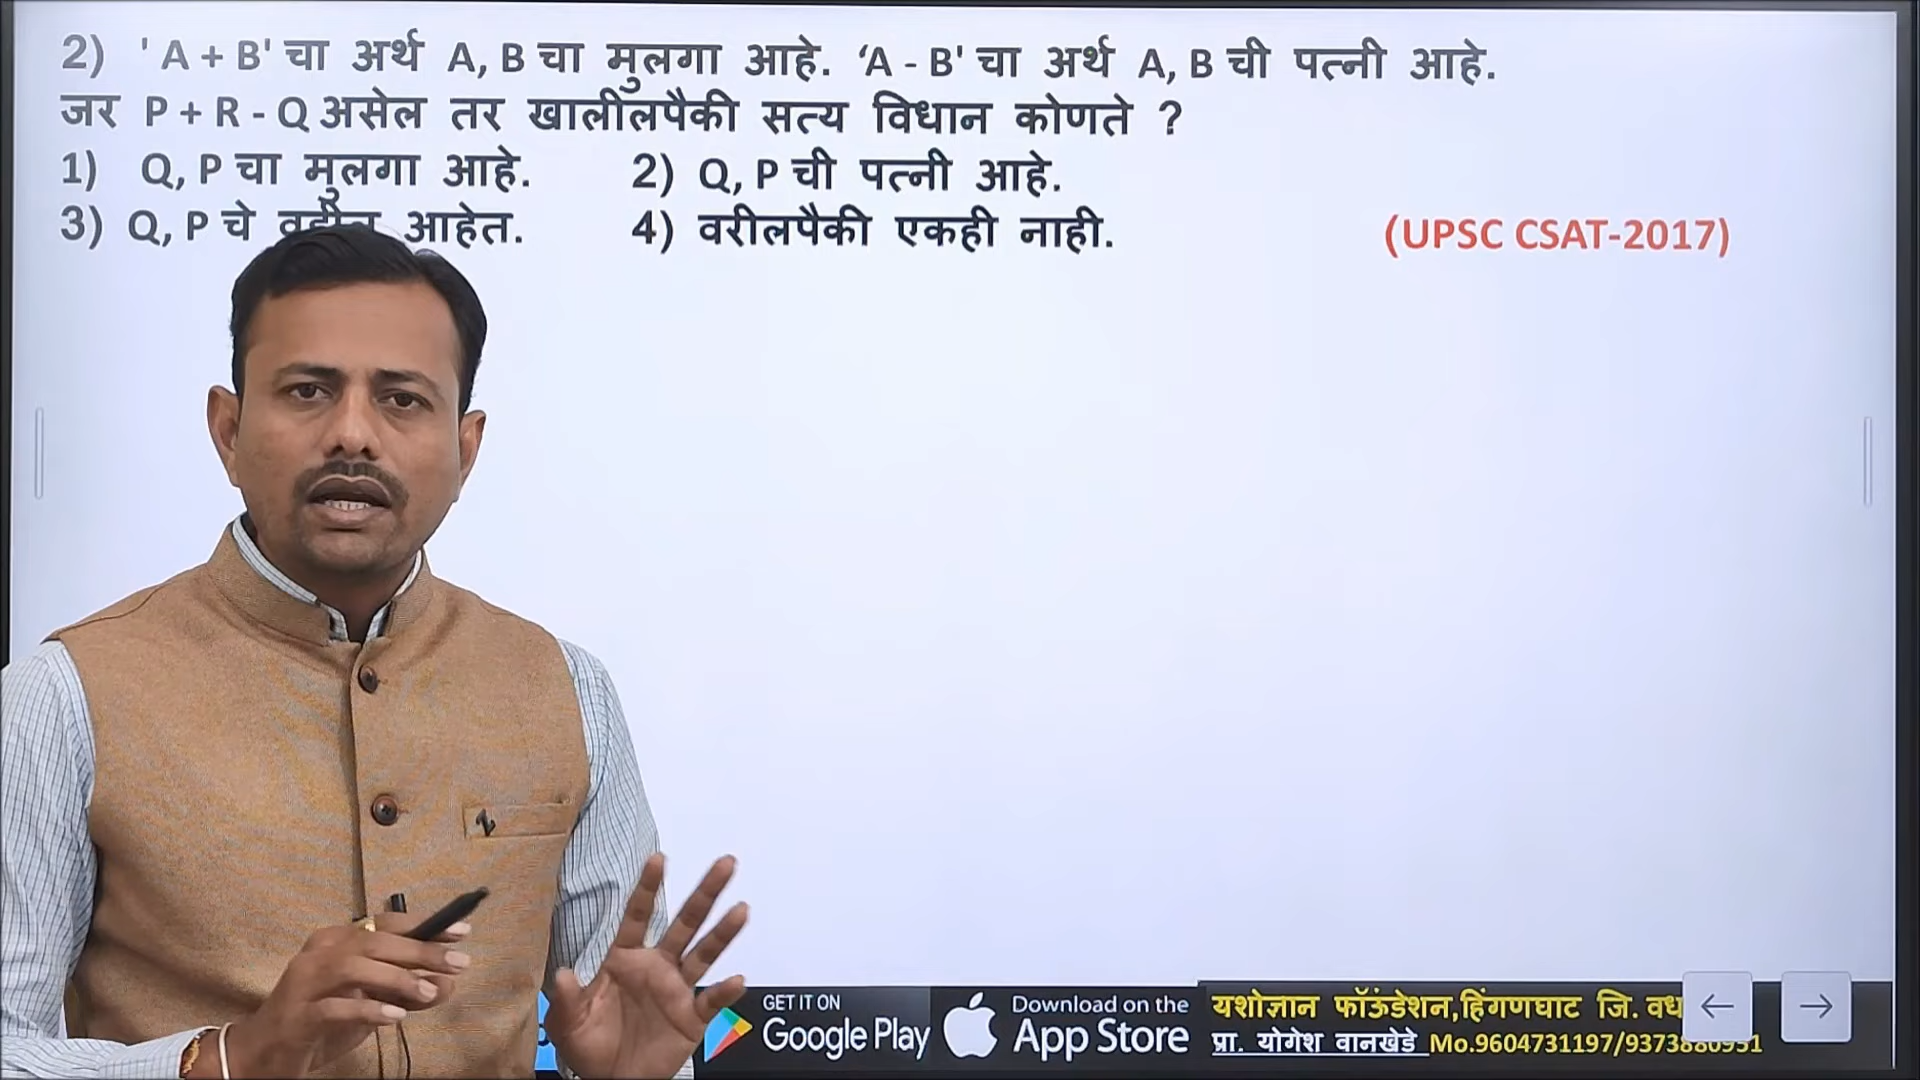 2) ' A + B' चा अर्थ A, B चा मुलगा आहे. ‘A - B' चा अर्थ A, B ची पत्नी आहे.
जर P + R - Q असेल तर खालीलपैकी सत्य विधान कोणते ?
1) Q, P चा मुलगा आहे. 2) Q, P ची पत्नी आहे.
3) Q, P चे आहेत. 4) वरीलपैकी एकही नाही. (UPSC CSAT-2017)
GET IT ON
Google Play
Download on the
App Store
यशोज्ञान फॉऊंडेशन,हिंगणघाट जि.
प्रा. योगेश वानखेडे Mo.9604731197/